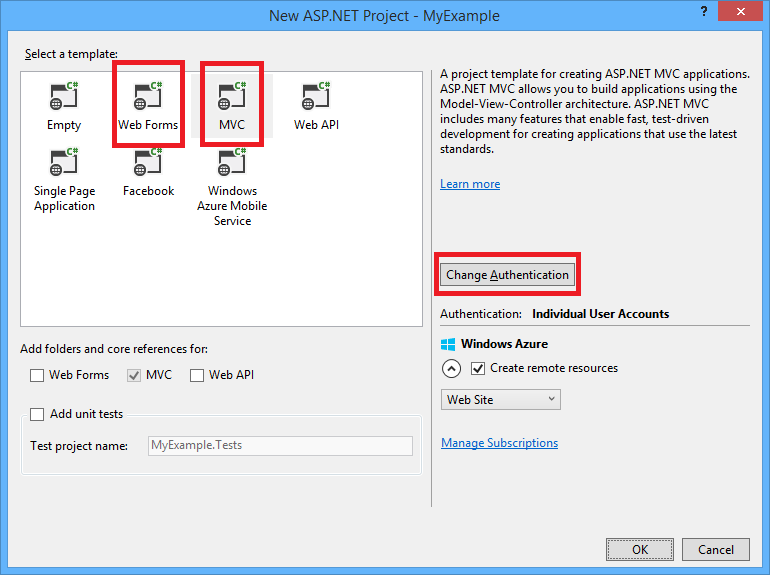 New ASP.NET Project - MyExample
?
Select a template:
C# C# C# C#
Empty Web Forms MVC Web API
C# C# C#
Single Page Application
Facebook
Windows Azure Mobile Service
A project template for creating ASP.NET MVC applications.
ASP.NET MVC allows you to build applications using the
Model-View-Controller architecture. ASP.NET MVC
includes many features that enable fast, test-driven
development for creating applications that use the latest
standards.
Learn more
Change Authentication
Authentication: Individual User Accounts
Windows Azure
Create remote resources
Web Site
Manage Subscriptions
Add folders and core references for:
Web Forms MVC Web API
Add unit tests
Test project name: MyExample.Tests
OK Cancel